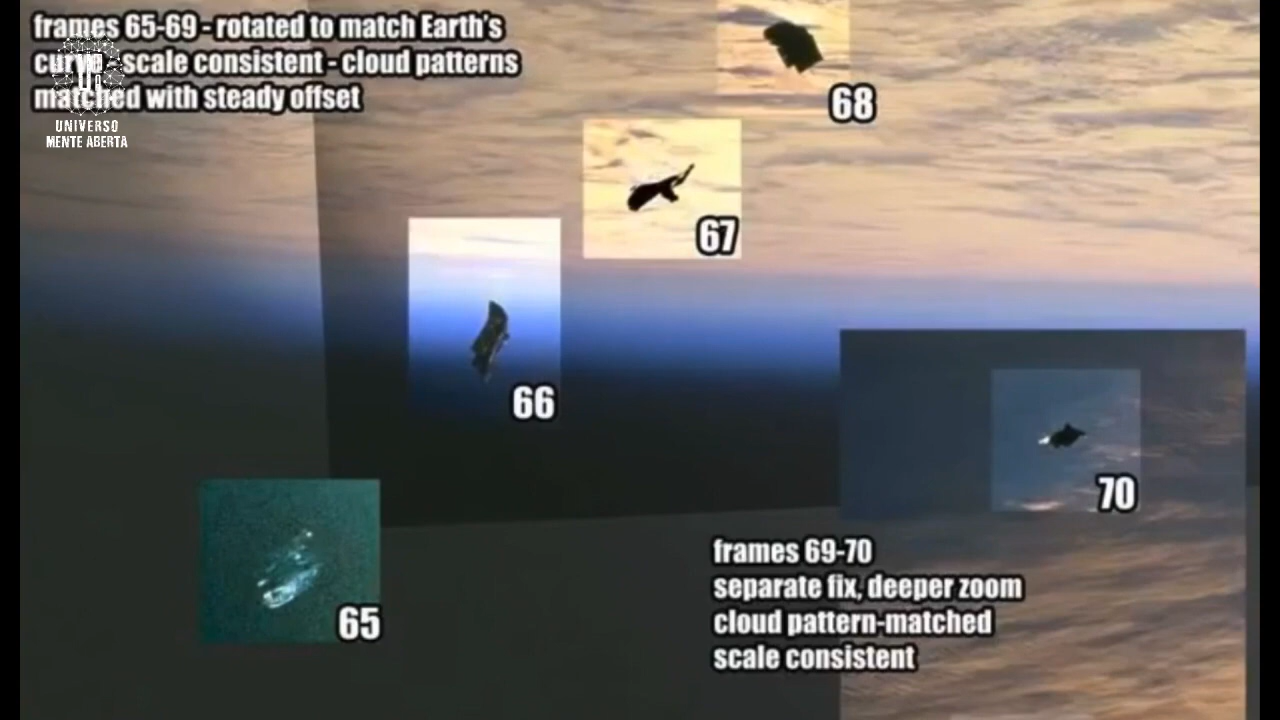 frames 65-69 - rotated to match Earth's
curve - scale consistent - cloud patterns
matched with steady offset
UNIVERSO
MENTE ABERTA
68
67
66
70
frames 69-70
separate fix, deeper zoom
cloud pattern-matched
scale consistent
65